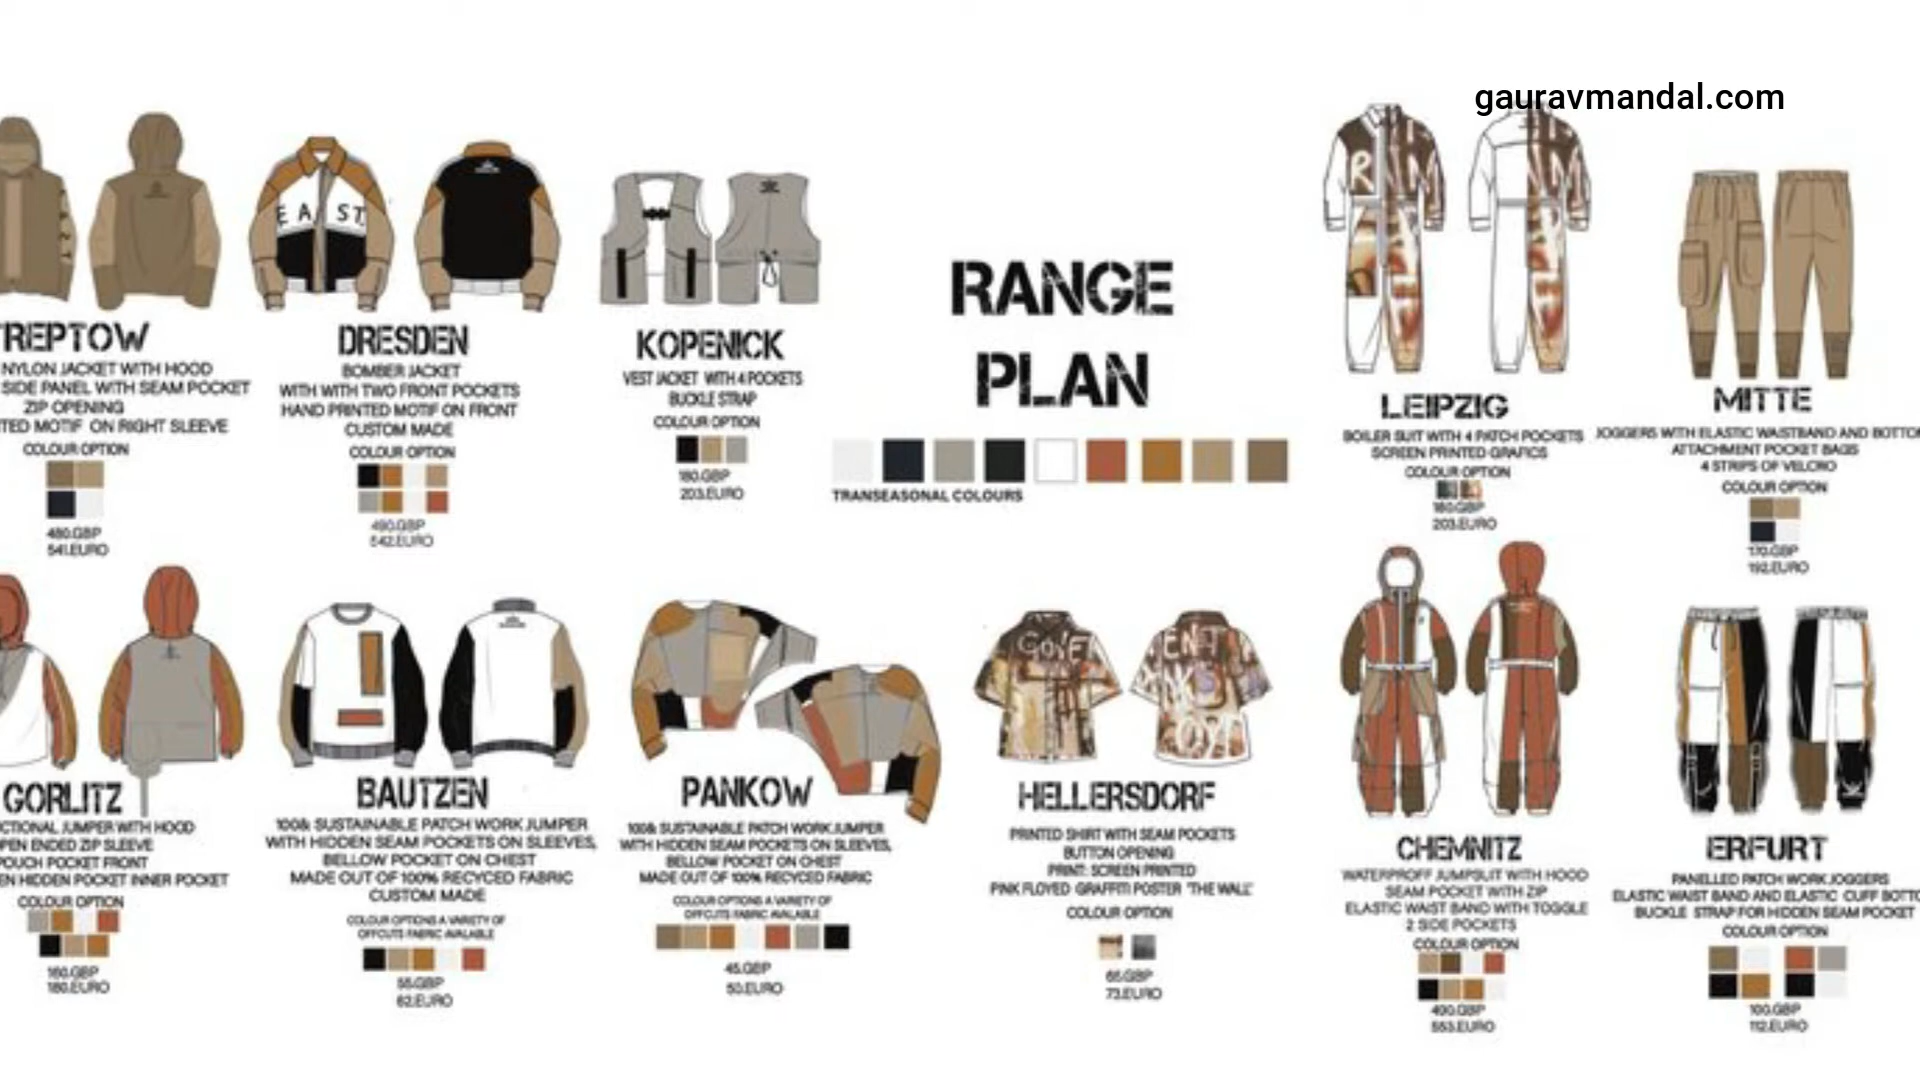 gauravmandal.com
TREPTOW
NYLON JACKET WITH HOOD
SIDE PANEL WITH SEAM POCKET
ZIP OPENING
TED MOTIF ON RIGHT SLEEVE
COLOUR OPTION
480.GBP
541.EURO
EAST
DRESDEN
BOMBER JACKET
WITH WITH TWO FRONT POCKETS
HAND PRINTED MOTIF ON FRONT
CUSTOM MADE
COLOUR OPTION
542.EURO
KOPENICK
VEST JACKET WITH 4 POCKETS
BUCKLE STRAP
COLOUR OPTION
180.GBP
203.EURO
RANGE
PLAN
TRANSEASONAL COLOURS
R
LEIPZIG
BOILER SUIT WITH 4 PATCH POCKETS
SCREEN PRINTED GRAFICS
COLOUR OPTION
180.GBP
203.EURO
MITTE
JOGGERS WITH ELASTIC WAISTBAND AND BOTTO
ATTACHMENT POCKET BAGS
4 STRIPS OF VELCRO
COLOUR OPTION
170.GBP
192.EURO
GORLITZ
CTIONAL JUMPER WITH HOOD
PEN ENDED ZIP SLEEVE
POUCH POCKET FRONT
EN HIDDEN POCKET INNER POCKET
COLOUR OPTION
160.GBP
180.EURO
BAUTZEN
100& SUSTAINABLE PATCH WORK JUMPER
WITH HIDDEN SEAM POCKETS ON SLEEVES,
BELLOW POCKET ON CHEST
MADE OUT OF 100% RECYCED FABRIC
CUSTOM MADE
COLOUR OPTIONS A VARIETY OF
OFFCUTS FABRIC AVALABLE
55.GBP
62.EURO
PANKOW
100& SUSTAINABLE PATCH WORK JUMPER
WITH HIDDEN SEAM POCKETS ON SLEEVES,
BELLOW POCKET ON CHEST
MADE OUT OF 100% RECYCED FABRIC
COLOUR OPTIONS A VARIETY OF
OFFCUTS FABRIC AVALABLE
45.GBP
50.EURO
HELLERSDORF
PRINTED SHIRT WITH SEAM POCKETS
BUTTON OPENING
PRINT: SCREEN PRINTED
PINK FLOYED GRAFFITI POSTER 'THE WALL'
COLOUR OPTION
65.GBP
73.EURO
CHEMNITZ
WATERPROFF JUMPSUIT WITH HOOD
SEAM POCKET WITH ZIP
ELASTIC WAIST BAND WITH TOGGLE
2 SIDE POCKETS
COLOUR OPTION
490.GBP
553.EURO
ERFURT
PANELLED PATCH WORK JOGGERS
ELASTIC WAIST BAND AND ELASTIC CUFF BOTTO
BUCKLE STRAP FOR HIDDEN SEAM POCKET
COLOUR OPTION
100.GBP
112.EURO